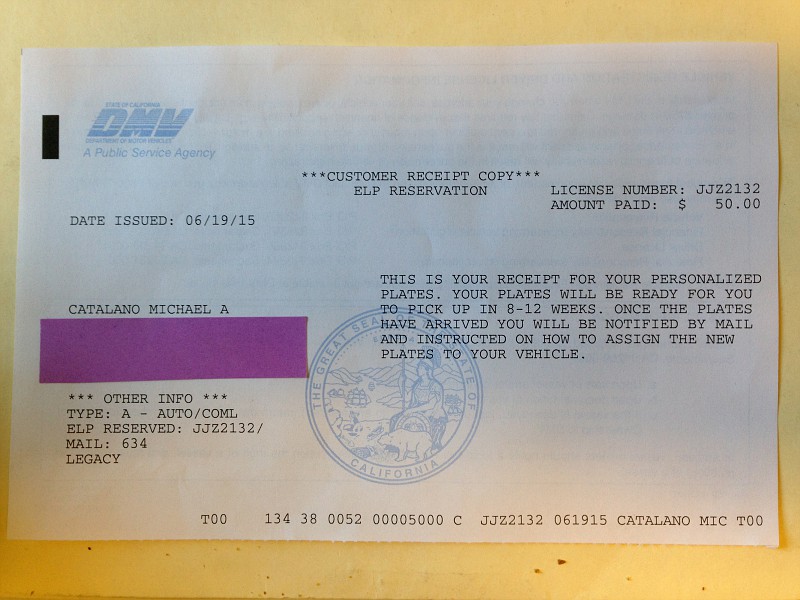 STATE OF CALIFORNIA
DMV
DEPARTMENT OF MOTOR VEHICLES
A Public Service Agency
***CUSTOMER RECEIPT COPY***
ELP RESERVATION
LICENSE NUMBER: JJZ2132
AMOUNT PAID: $ 50.00
DATE ISSUED: 06/19/15
THIS IS YOUR RECEIPT FOR YOUR PERSONALIZED
PLATES. YOUR PLATES WILL BE READY FOR YOU
TO PICK UP IN 8-12 WEEKS. ONCE THE PLATES
HAVE ARRIVED YOU WILL BE NOTIFIED BY MAIL
AND INSTRUCTED ON HOW TO ASSIGN THE NEW
PLATES TO YOUR VEHICLE.
CATALANO MICHAEL A
*** OTHER INFO ***
TYPE: A - AUTO/COML
ELP RESERVED: JJZ2132/
MAIL: 634
LEGACY
THE GREAT SEAL OF THE STATE OF
CALIFORNIA
T00 134 38 0052 00005000 C JJZ2132 061915 CATALANO MIC T00